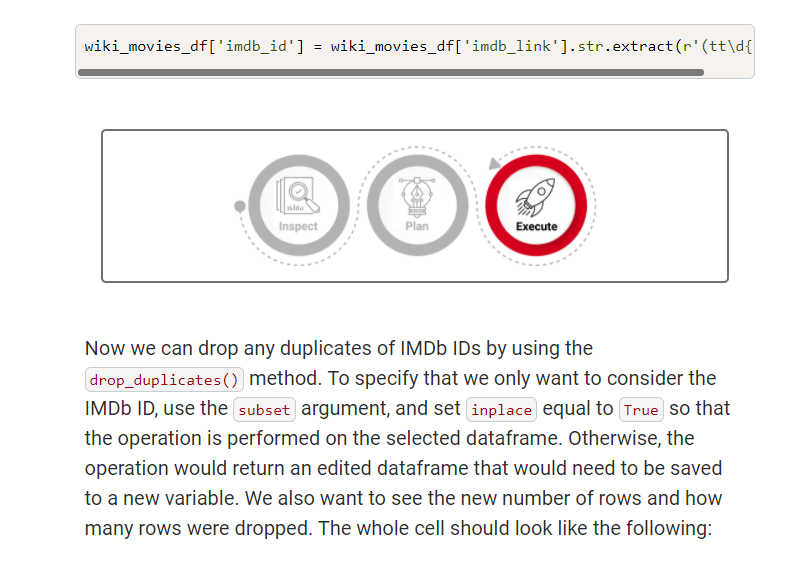 wiki_movies_df['imdb_id'] = wiki_movies_df['imdb_link'].str.extract(r'(tt\d{
Inspect
Plan
Execute
Now we can drop any duplicates of IMDb IDs by using the
drop_duplicates() method. To specify that we only want to consider the
IMDb ID, use the subset argument, and set inplace equal to True so that
the operation is performed on the selected dataframe. Otherwise, the
operation would return an edited dataframe that would need to be saved
to a new variable. We also want to see the new number of rows and how
many rows were dropped. The whole cell should look like the following: